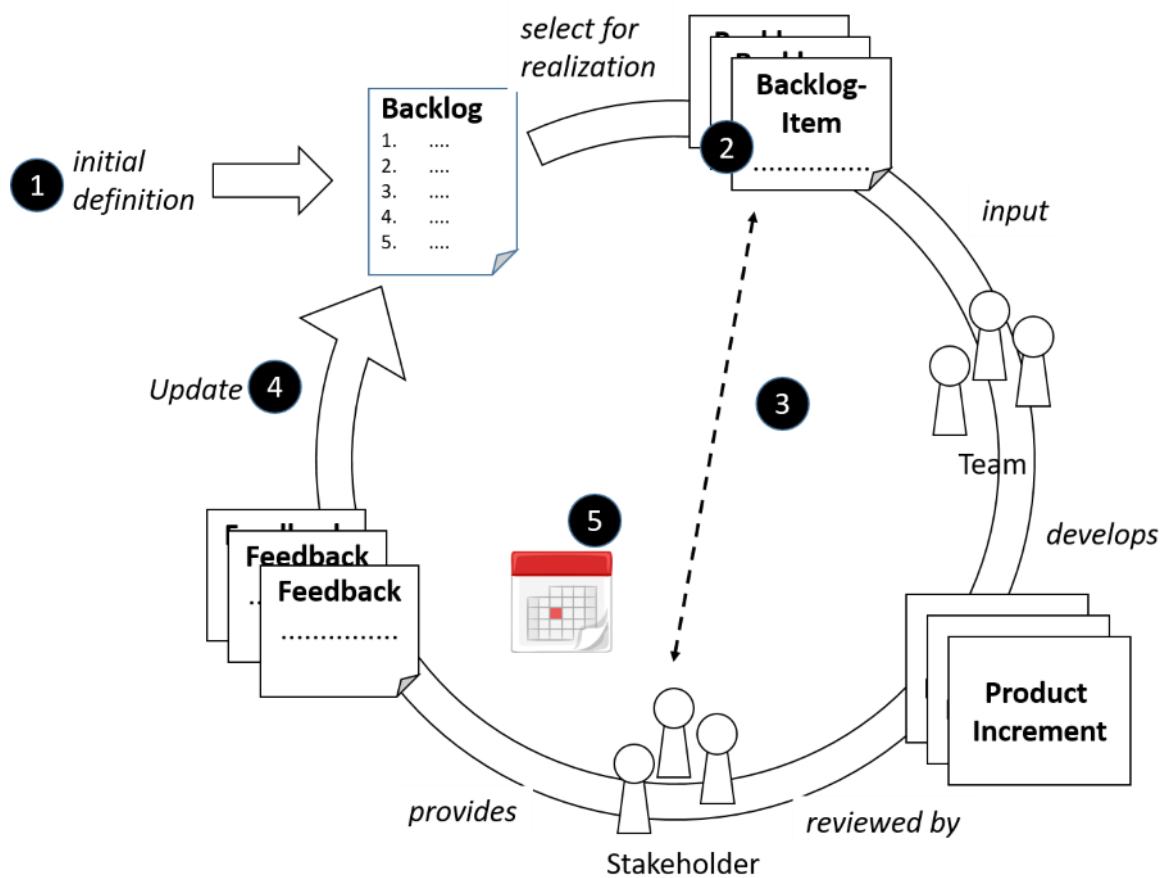 select for
realization
Backlog-
Item
..................
2
Backlog
1. ....
2. ....
3. ....
4. ....
5. ....
1
initial
definition
input
Team
3
Update
4
5
develops
Feedback
Feedback
..................
Product
Increment
provides
reviewed by
Stakeholder